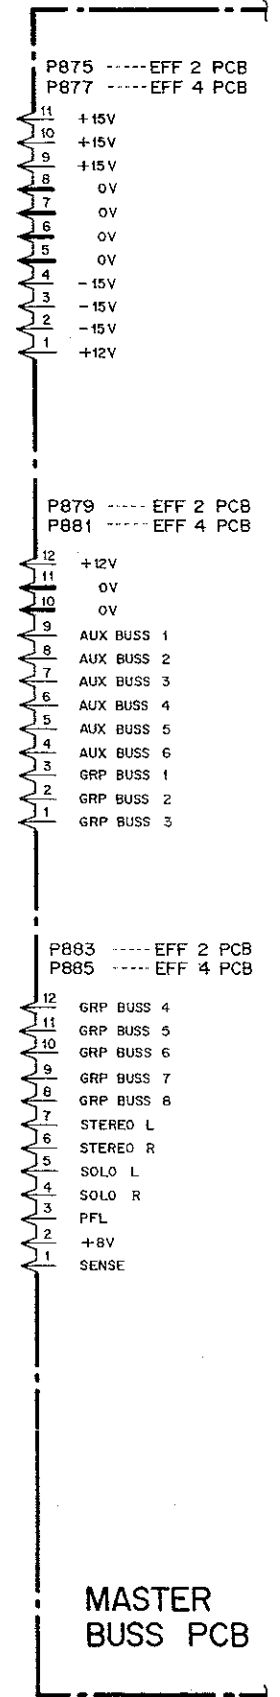 P875 ----- EFF 2 PCB
P877 ----- EFF 4 PCB
11 +15V
10 +15V
9 +15V
8 0V
7 0V
6 0V
5 0V
4 -15V
3 -15V
2 -15V
1 +12V
P879 ----- EFF 2 PCB
P881 ----- EFF 4 PCB
12 +12V
11 0V
10 0V
9 AUX BUSS 1
8 AUX BUSS 2
7 AUX BUSS 3
6 AUX BUSS 4
5 AUX BUSS 5
4 AUX BUSS 6
3 GRP BUSS 1
2 GRP BUSS 2
1 GRP BUSS 3
P883 ----- EFF 2 PCB
P885 ---- EFF 4 PCB
12 GRP BUSS 4
11 GRP BUSS 5
10 GRP BUSS 6
9 GRP BUSS 7
8 GRP BUSS 8
7 STEREO L
6 STEREO R
5 SOLO L
4 SOLO R
3 PFL
2 +8V
1 SENSE
MASTER
BUSS PCB